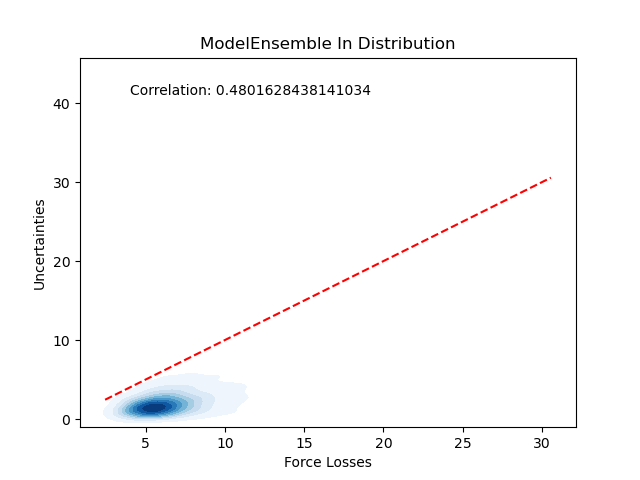 ModelEnsemble In Distribution
Correlation: 0.4801628438141034
Uncertainties
40
30
20
10
0
5 10 15 20 25 30
Force Losses